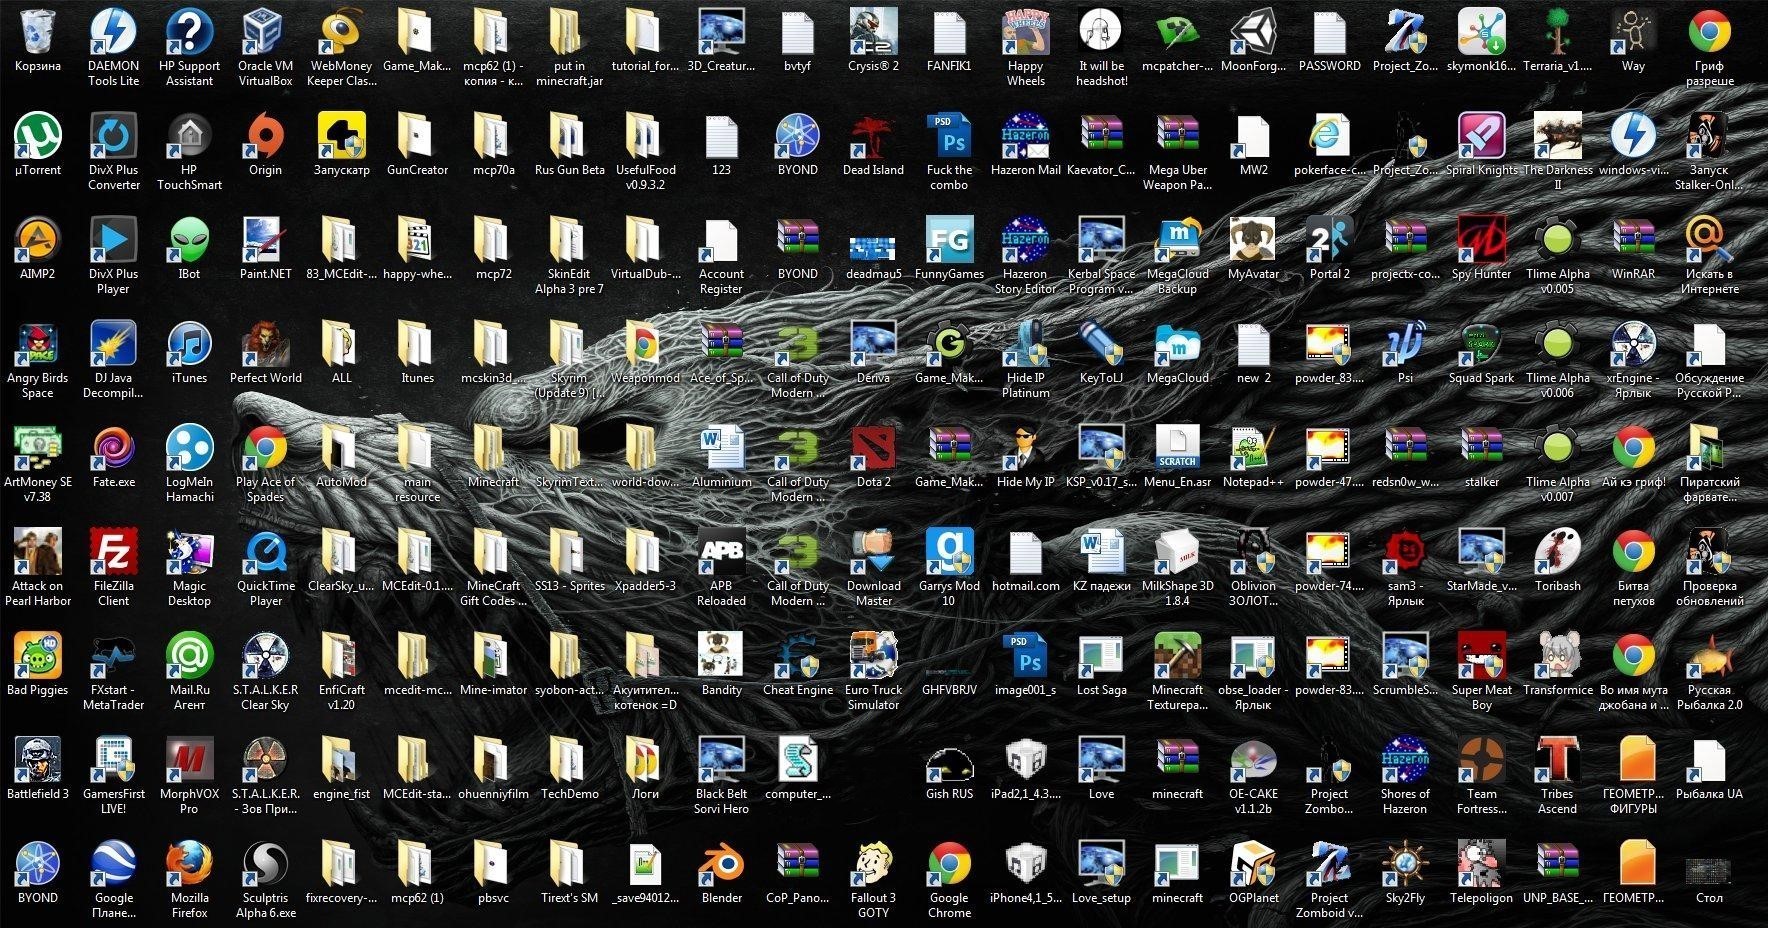 Корзина
DAEMON
Tools Lite
HP Support
Assistant
Oracle VM
VirtualBox
WebMoney
Keeper Clas...
Game_Mak...
mcp62 (1) -
копия - к...
put in
minecraft.jar
tutorial_for...
3D_Creatur...
bvtyf
Crysis® 2
FANFIK1
Happy
Wheels
It will be
headshot!
mcpatcher-...
MoonForg...
PASSWORD
Project_Zo...
skymonk16...
Terraria_v1....
Way
Гриф
разреше
µTorrent
DivX Plus
Converter
HP
TouchSmart
Origin
Запускатр
GunCreator
mcp70a
Rus Gun Beta
UsefulFood
v0.9.3.2
123
BYOND
Dead Island
Fuck the
combo
Hazeron Mail
Kaevator_C...
Mega Uber
Weapon Pa...
MW2
pokerface-c...
Project_Zo...
Spiral Knights
The Darkness
II
windows-vi...
Запуск
Stalker-Onl...
AIMP2
DivX Plus
Player
IBot
Paint.NET
83_MCEdit-...
happy-whe...
mcp72
SkinEdit
Alpha 3 pre 7
VirtualDub-...
Account
Register
BYOND
deadmau5
FunnyGames
Hazeron
Story Editor
Kerbal Space
Program v...
MegaCloud
Backup
MyAvatar
Portal 2
projectx-co...
Spy Hunter
Tlime Alpha
v0.005
WinRAR
Искать в
Интернете
Angry Birds
Space
DJ Java
Decompil...
iTunes
Perfect World
ALL
Itunes
mcskin3d_...
Skyrim
(Update 9) [...
Weaponmod
Ace_of_Sp...
Call of Duty
Modern ...
Deriva
Game_Mak...
Hide IP
Platinum
KeyToLJ
MegaCloud
new 2
powder_83....
Psi
Squad Spark
Tlime Alpha
v0.006
xrEngine -
Ярлык
Обсуждение
Русской Р...
ArtMoney SE
v7.38
Fate.exe
LogMeIn
Hamachi
Play Ace of
Spades
AutoMod
main
resource
Minecraft
SkyrimText...
world-dow...
Aluminium
Call of Duty
Modern ...
Dota 2
Game_Mak...
Hide My IP
KSP_v0.17_s...
Menu_En.asr
Notepad++
powder-47....
redsn0w_w...
stalker
Tlime Alpha
v0.007
Ай кэ гриф!
Пиратский
фарвате...
Attack on
Pearl Harbor
FileZilla
Client
Magic
Desktop
QuickTime
Player
ClearSky_u...
MCEdit-0.1....
MineCraft
Gift Codes ...
SS13 - Sprites
Xpadder5-3
APB
Reloaded
Call of Duty
Modern ...
Download
Master
Garrys Mod
10
hotmail.com
KZ падежи
MilkShape 3D
1.8.4
Oblivion
ЗОЛОТ...
powder-74....
sam3 -
Ярлык
StarMade_v...
Toribash
Битва
петухов
Проверка
обновлений
Bad Piggies
FXstart -
MetaTrader
Mail.Ru
Агент
S.T.A.L.K.E.R
Clear Sky
EnfiCraft
v1.20
mcedit-mc...
Mine-imator
syobon-act...
Акуитител...
котенок =D
Bandity
Cheat Engine
Euro Truck
Simulator
GHFVBRJV
image001_s
Lost Saga
Minecraft
Texturepa...
obse_loader -
Ярлык
powder-83....
ScrumbleS...
Super Meat
Boy
Transformice
Во имя мута
джобана и ...
Русская
Рыбалка 2.0
Battlefield 3
GamersFirst
LIVE!
MorphVOX
Pro
S.T.A.L.K.E.R.
- Зов При...
engine_fist
MCEdit-sta...
ohuenniyfilm
TechDemo
Логи
Black Belt
Sorvi Hero
computer_...
Gish RUS
iPad2,1_4.3....
Love
minecraft
OE-CAKE
v1.1.2b
Project
Zombo...
Shores of
Hazeron
Team
Fortress...
Tribes
Ascend
ГЕОМЕТР...
ФИГУРЫ
Рыбалка UA
BYOND
Google
Плане...
Mozilla
Firefox
Sculptris
Alpha 6.exe
fixrecovery-...
mcp62 (1)
pbsvc
Tirext's SM
_save94012...
Blender
CoP_Pano...
Fallout 3
GOTY
Google
Chrome
iPhone4,1_5...
Love_setup
minecraft
OGPlanet
Project
Zomboid v...
Sky2Fly
Telepoligon
UNP_BASE_...
ГЕОМЕТР...
Стол